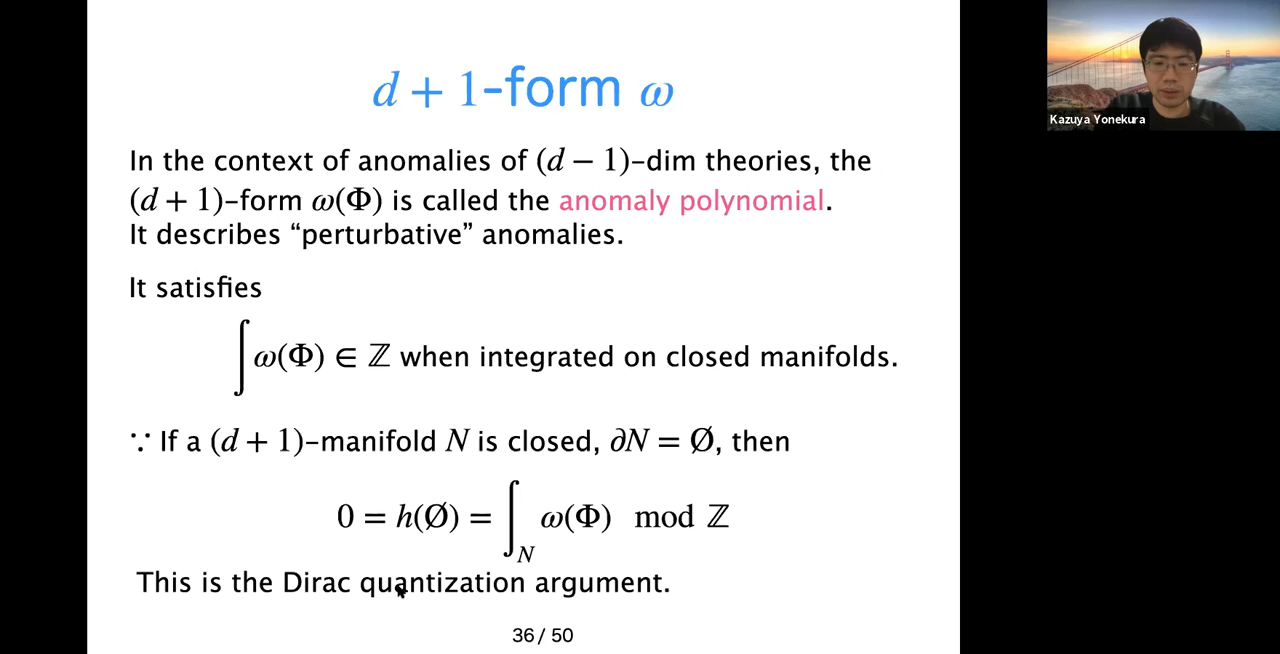 d + 1-form ω
In the context of anomalies of (d − 1)-dim theories, the
(d + 1)-form ω(Φ) is called the anomaly polynomial.
It describes “perturbative” anomalies.
It satisfies
∫ ω(Φ) ∈ ℤ when integrated on closed manifolds.
∵ If a (d + 1)-manifold N is closed, ∂N = Ø, then
0 = h(Ø) = ∫_N ω(Φ) mod ℤ
This is the Dirac quantization argument.
36 / 50
Kazuya Yonekura